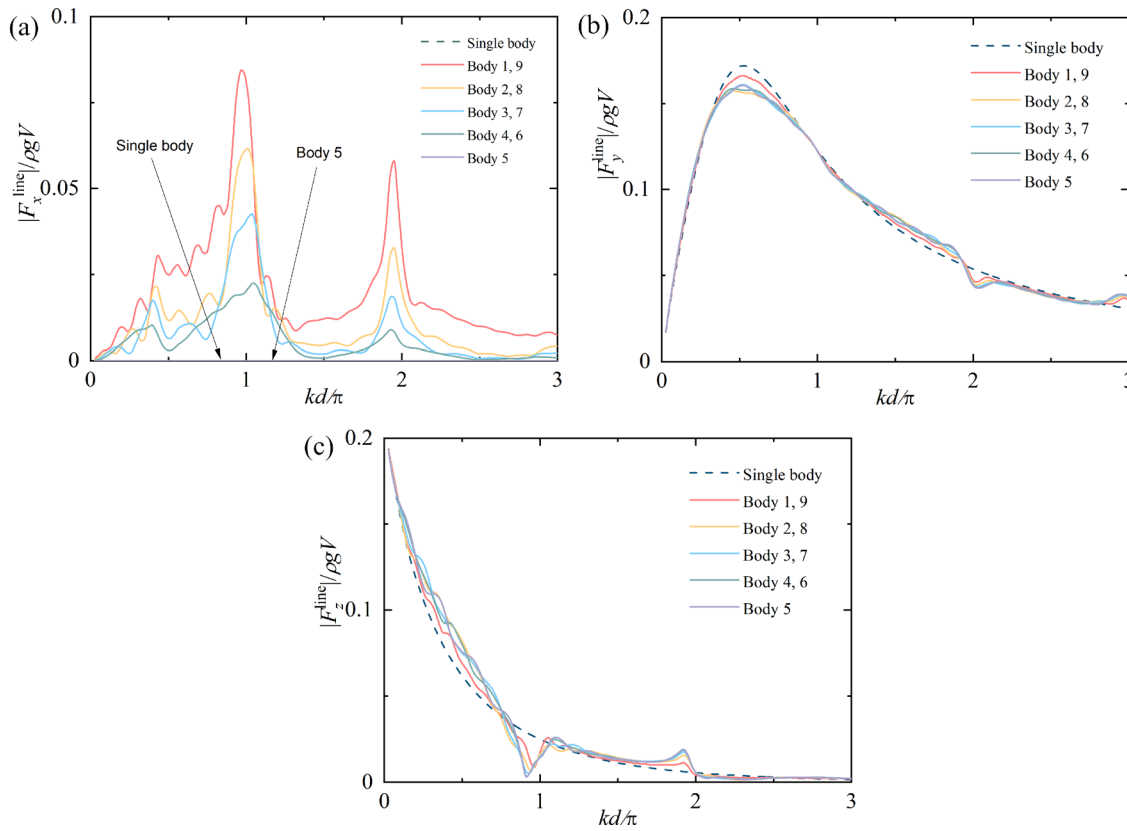 (a)
0.1
0.05
0
|F_x^line|/ρgV
Single body
Body 1, 9
Body 2, 8
Body 3, 7
Body 4, 6
Body 5
Single body
Body 5
0 1 2 3
kd/π
(b)
0.2
0.1
0
|F_y^line|/ρgV
Single body
Body 1, 9
Body 2, 8
Body 3, 7
Body 4, 6
Body 5
0 1 2 3
kd/π
(c)
0.2
0.1
0
|F_z^line|/ρgV
Single body
Body 1, 9
Body 2, 8
Body 3, 7
Body 4, 6
Body 5
0 1 2 3
kd/π